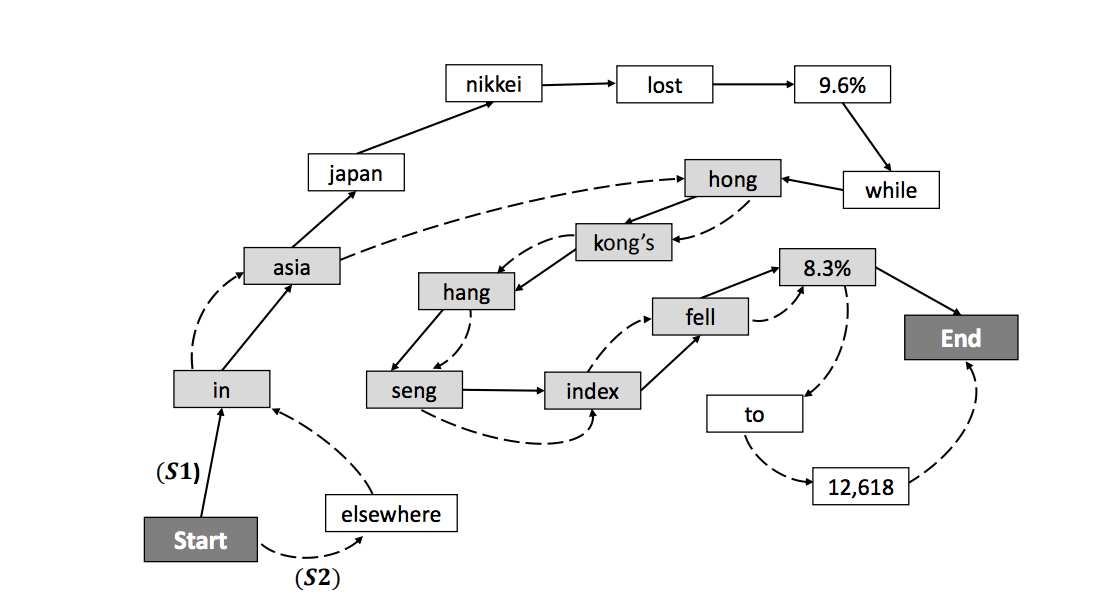 nikkei
lost
9.6%
japan
hong
while
kong's
asia
8.3%
hang
fell
End
in
seng
index
to
(S1)
12,618
elsewhere
Start
(S2)